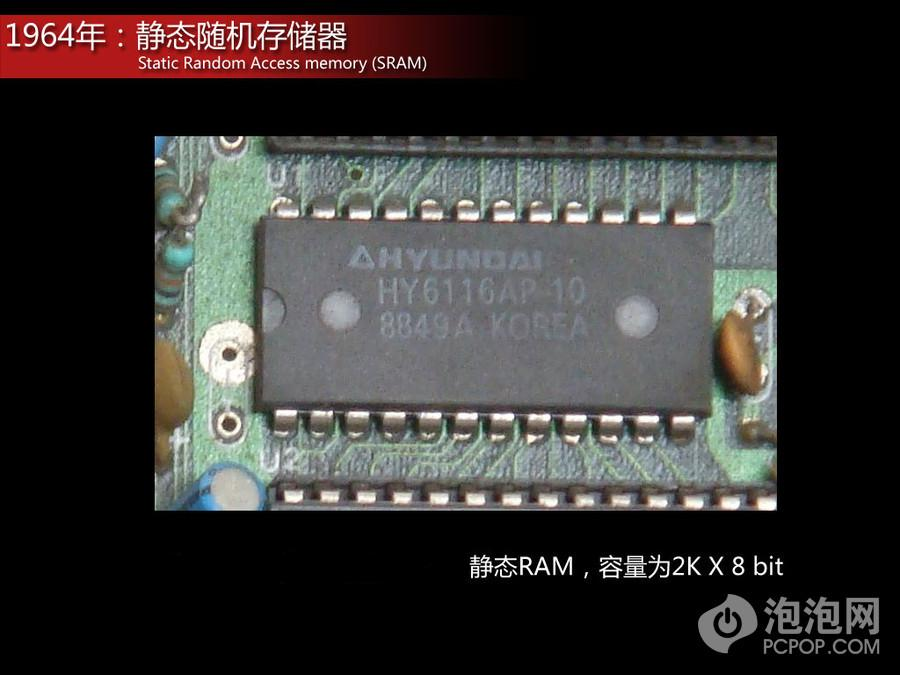 1964年：静态随机存储器
Static Random Access memory (SRAM)
U1
HYUNDAI
HY6116AP-10
8849A KOREA
U2
静态RAM，容量为2K X 8 bit
泡泡网
PCPOP.COM